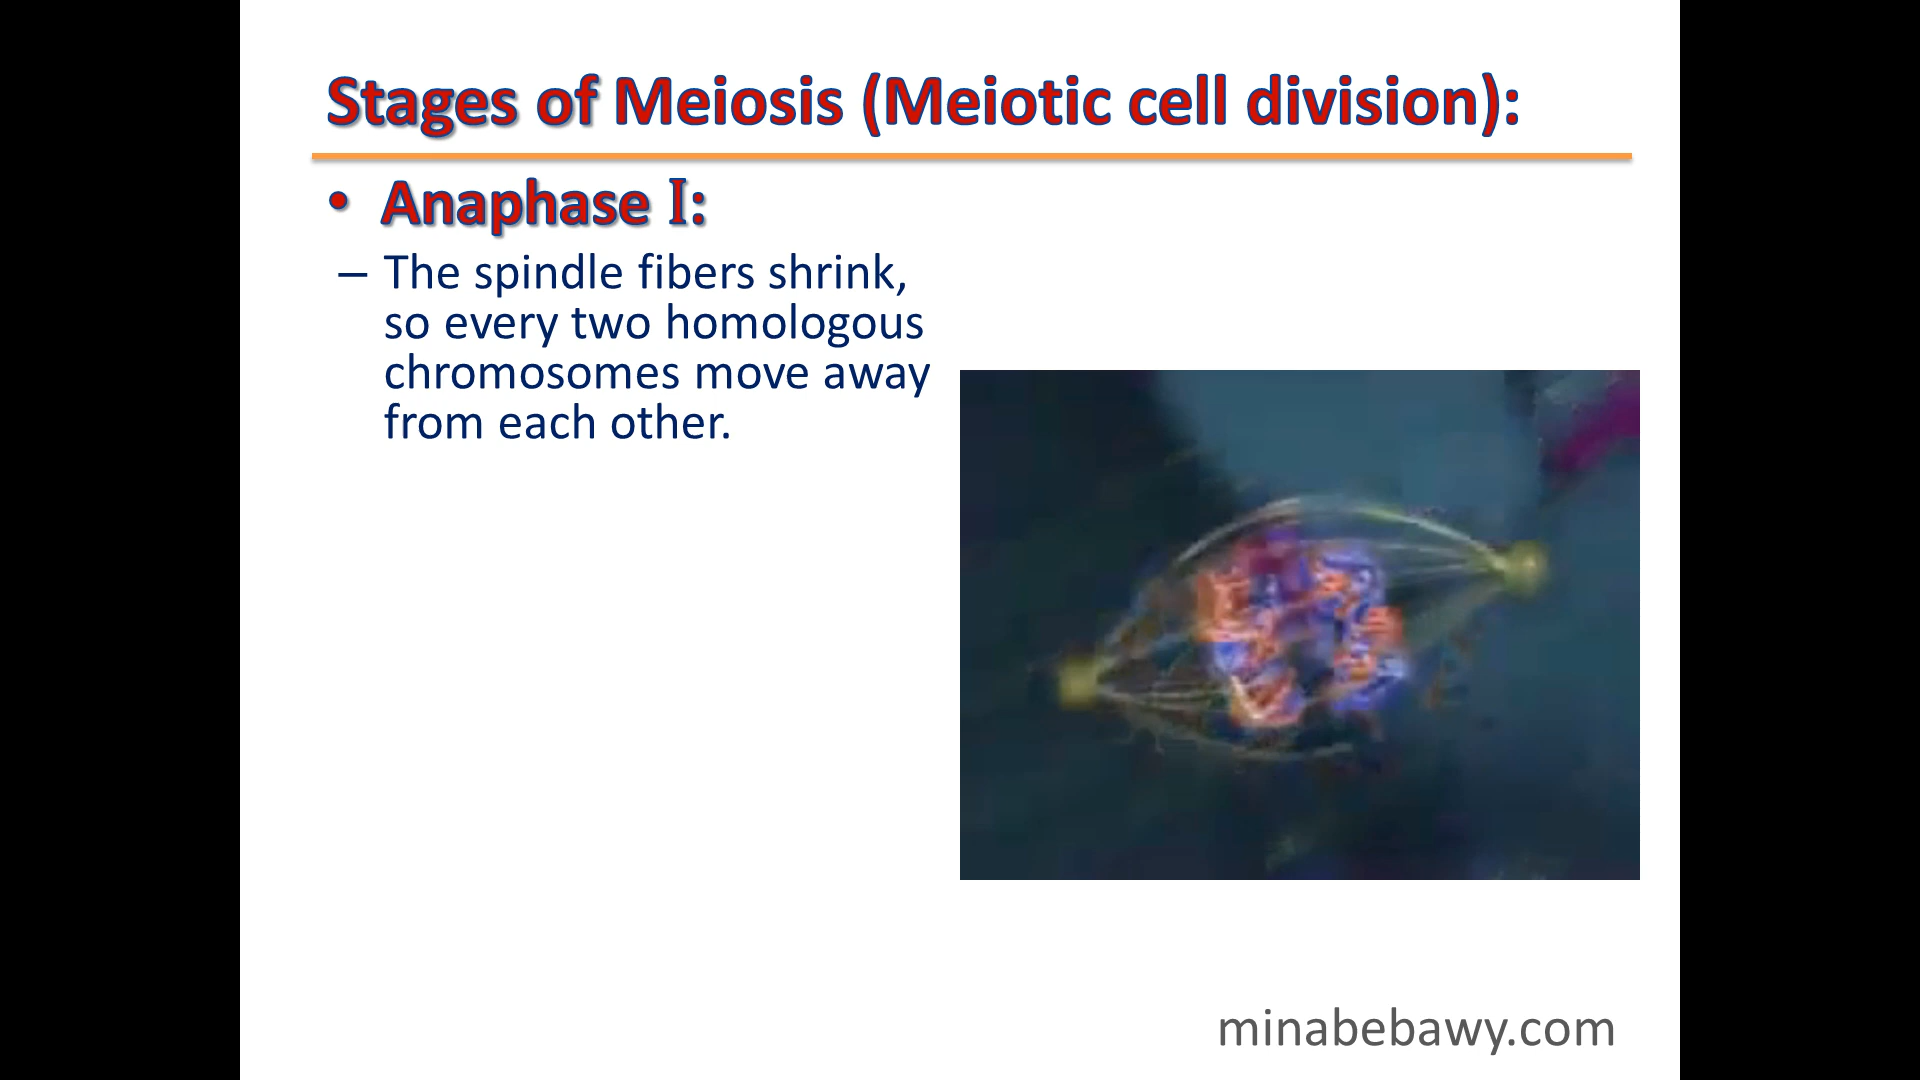 Stages of Meiosis (Meiotic cell division):
• Anaphase I:
– The spindle fibers shrink,
so every two homologous
chromosomes move away
from each other.
minabebawy.com